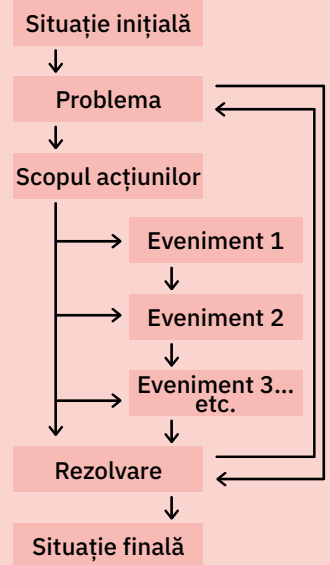 Situație inițială
Problema
Scopul acțiunilor
Eveniment 1
Eveniment 2
Eveniment 3...
etc.
Rezolvare
Situație finală